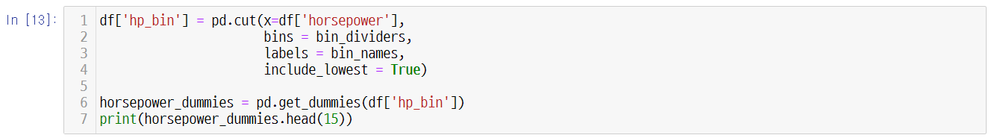 In [13]:
1 df['hp_bin'] = pd.cut(x=df['horsepower'],
2                       bins = bin_dividers,
3                       labels = bin_names,
4                       include_lowest = True)
5
6 horsepower_dummies = pd.get_dummies(df['hp_bin'])
7 print(horsepower_dummies.head(15))